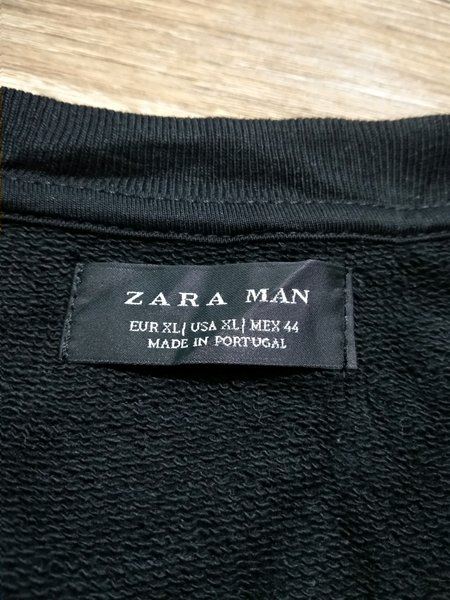 ZARA MAN
EUR XL| USA XL| MEX 44
MADE IN PORTUGAL